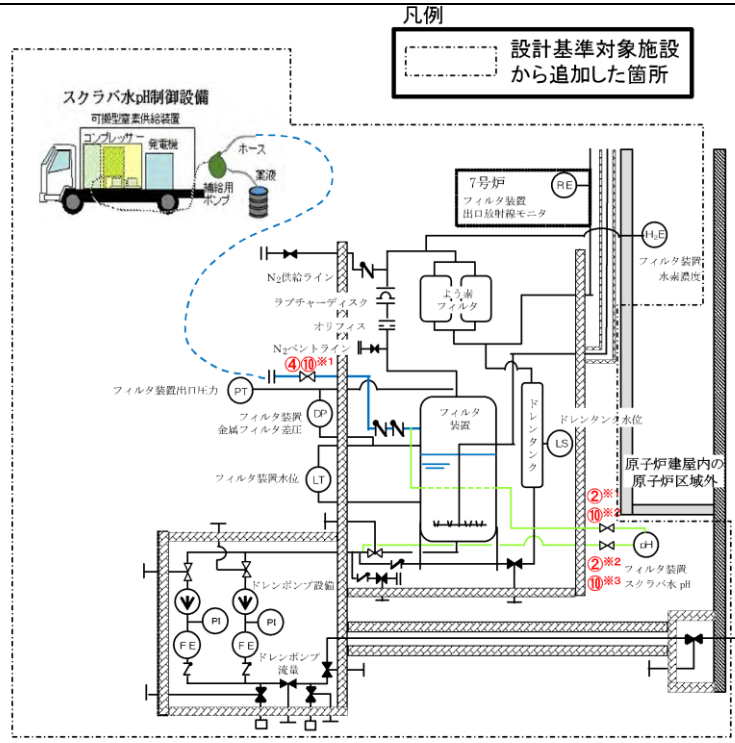 凡例
設計基準対象施設
から追加した箇所
スクラバ水pH制御設備
可搬型窒素供給装置
コンプレッサー
発電機
ホース
補給用
ポンプ
薬液
7号炉
フィルタ装置
出口放射線モニタ
RE
H₂E
フィルタ装置
水素濃度
N₂供給ライン
ラプチャーディスク
オリフィス
N₂ベントライン
よう素
フィルタ
④⑩※1
フィルタ装置出口圧力
PT
フィルタ装置
金属フィルタ差圧
DP
フィルタ装置水位
LT
フィルタ
装置
ドレンタンク
LS
ドレンタンク水位
原子炉建屋内の
原子炉区域外
②※1
⑩※2
pH
②※2
⑩※3
フィルタ装置
スクラバ水 pH
ドレンポンプ設備
PI
PI
FE
FE
ドレンポンプ
流量